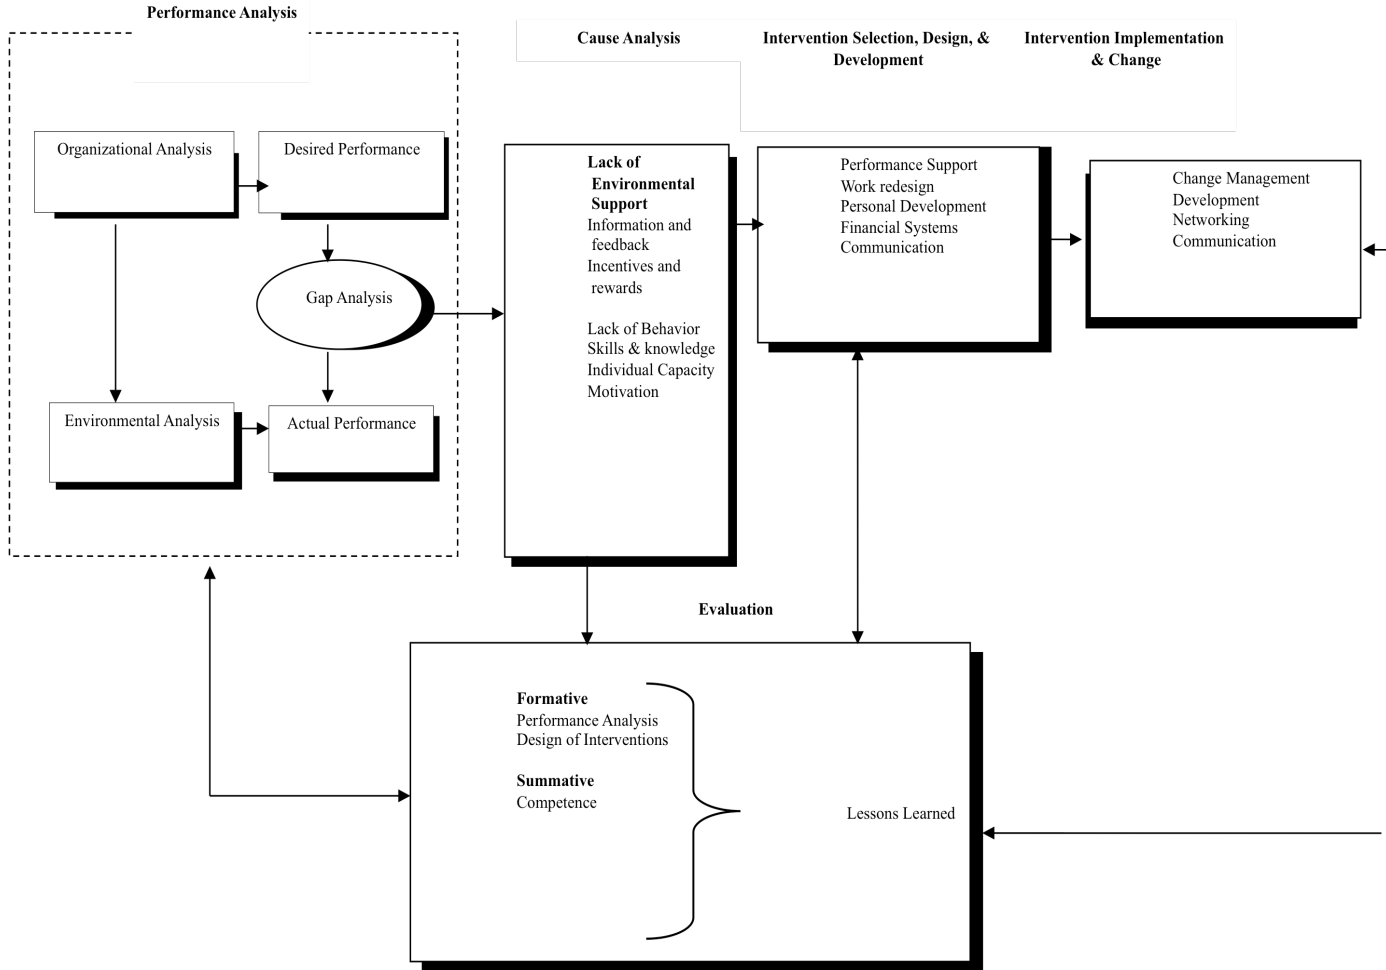 Performance Analysis
Cause Analysis
Intervention Selection, Design, &
Development
Intervention Implementation
& Change
Organizational Analysis
Desired Performance
Gap Analysis
Environmental Analysis
Actual Performance
Lack of
Environmental
Support
Information and
feedback
Incentives and
rewards
Lack of Behavior
Skills & knowledge
Individual Capacity
Motivation
Performance Support
Work redesign
Personal Development
Financial Systems
Communication
Change Management
Development
Networking
Communication
Evaluation
Formative
Performance Analysis
Design of Interventions
Summative
Competence
Lessons Learned